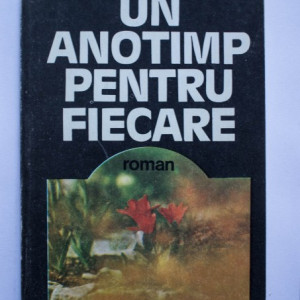 UN
ANOTIMP
PENTRU
FIECARE
roman